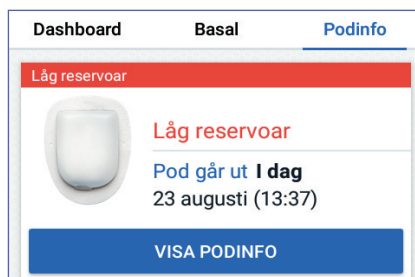 Dashboard Basal Podinfo
Låg reservoar
Låg reservoar
Pod går ut I dag
23 augusti (13:37)
VISA PODINFO